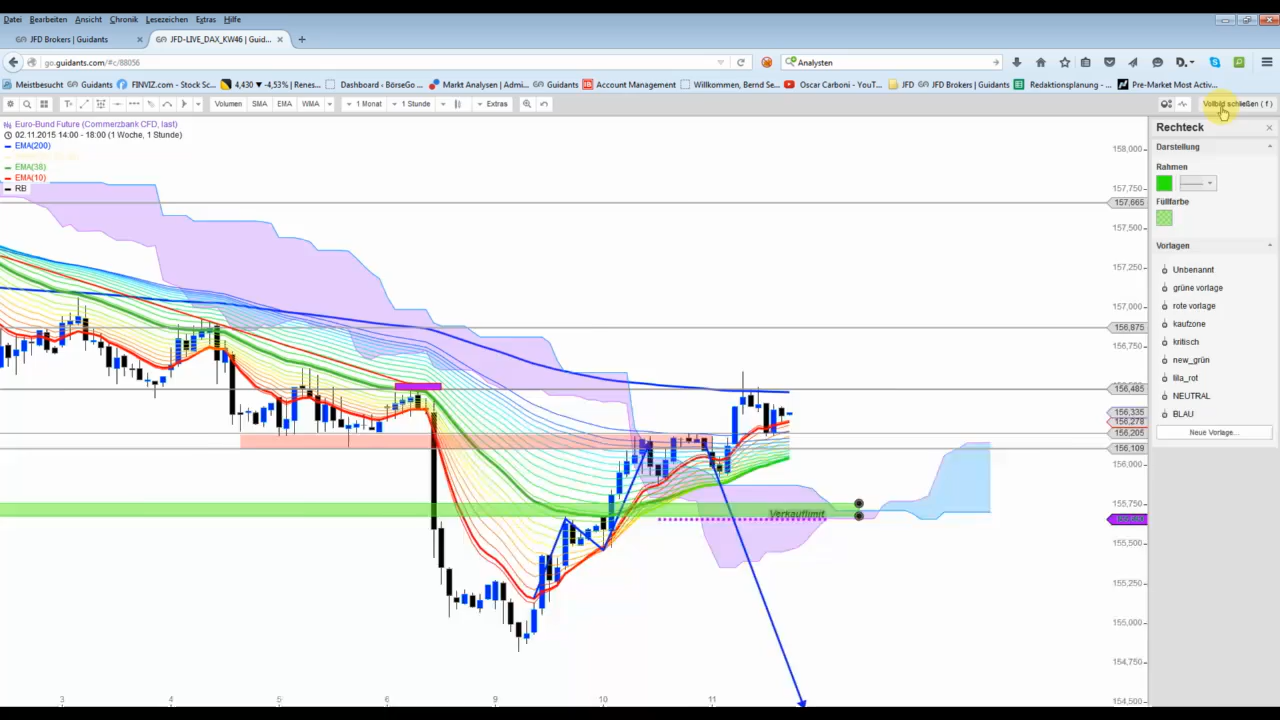 Datei Bearbeiten Ansicht Chronik Lesezeichen Extras Hilfe
JFD Brokers | Guidants × JFD-LIVE_DAX_KW46 | Guid... × +
go.guidants.com/#c/88056 Analysten
Meistbesucht Guidants FINVIZ.com - Stock Sc... 4,430 ▼ -4,53% | Renes... Dashboard - BörseGo ... Markt Analysen | Admi... Guidants Account Management Willkommen, Bernd ... Oscar Carboni - YouT... JFD JFD Brokers | Guidants Redaktionsplanung - ... Pre-Market Most Activ...
Volumen SMA EMA WMA 1 Monat 1 Stunde Extras Vollbild schließen ( f )
Euro-Bund Future (Commerzbank CFD, last)
02.11.2015 14:00 - 18:00 (1 Woche, 1 Stunde)
EMA(200)
EMA(38)
EMA(10)
RB
158,000
157,750
157,665
157,500
157,250
157,000
156,875
156,750
156,485
156,335
156,278
156,205
156,109
156,000
155,750
155,500
155,250
155,000
154,750
154,500
Verkauflimit
3 4 5 6 9 10 11
Rechteck ×
Darstellung
Rahmen
Füllfarbe
Vorlagen
Unbenannt
grüne vorlage
rote vorlage
kaufzone
kritisch
new_grün
lila_rot
NEUTRAL
BLAU
Neue Vorlage...